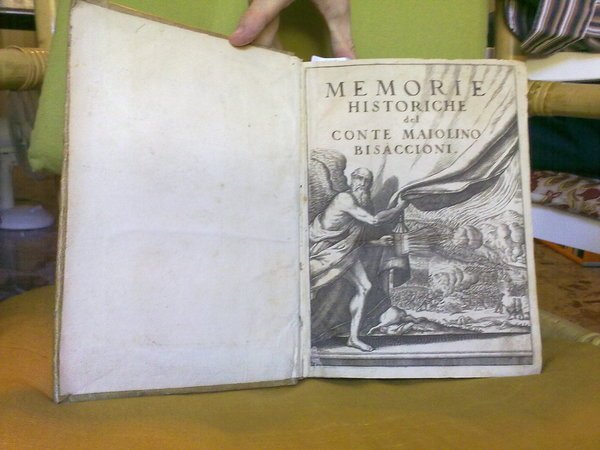 MEMORIE
HISTORICHE
del
CONTE MAIOLINO
BISACCIONI.